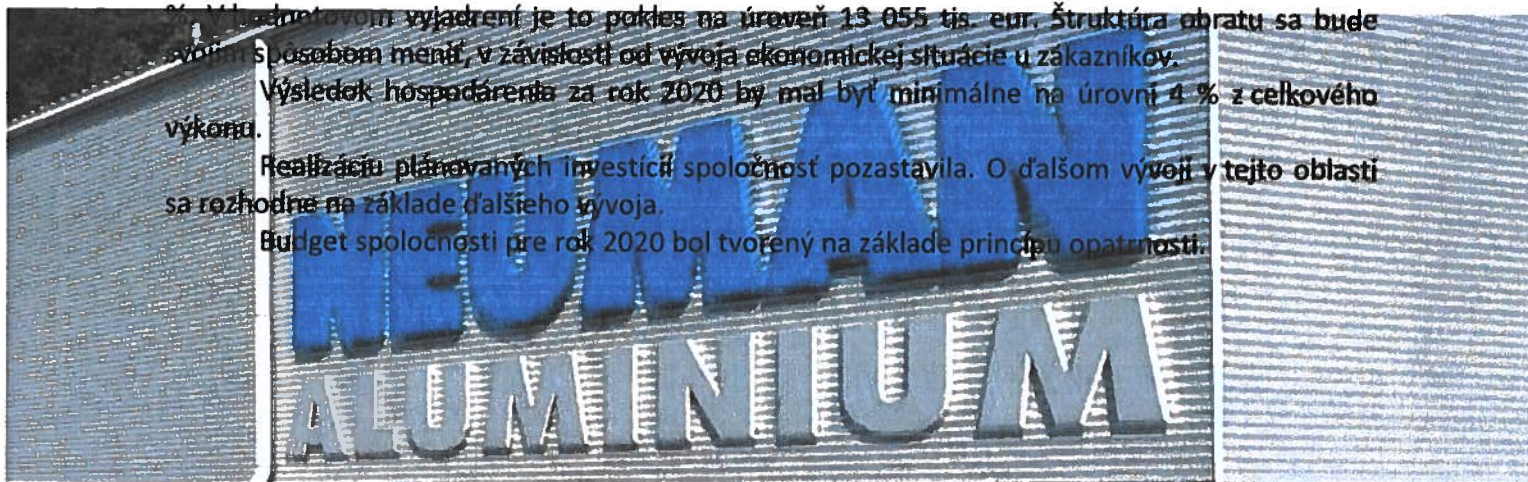 %. V hodnotovom vyjadrení je to pokles na úroveň 13 055 tis. eur. Štruktúra obratu sa bude
svojim spôsobom meniť, v závislosti od vývoja ekonomickej situácie u zákazníkov.
Výsledok hospodárenia za rok 2020 by mal byť minimálne na úrovni 4 % z celkového
výkonu.
Realizáciu plánovaných investícií spoločnosť pozastavila. O ďalšom vývoji v tejto oblasti
sa rozhodne na základe ďalšieho vývoja.
Budget spoločnosti pre rok 2020 bol tvorený na základe princípu opatrnosti.
NEUMAN
ALUMINIUM